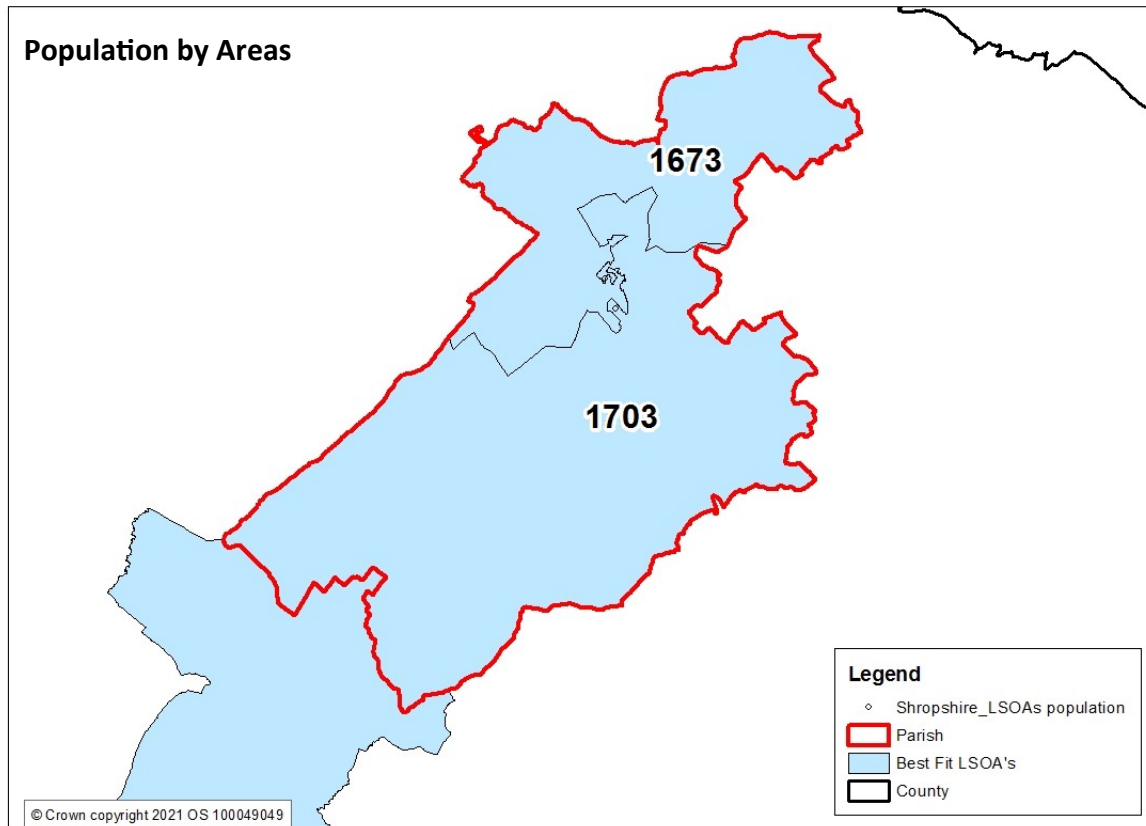 Population by Areas
1673
1703
Legend
Shropshire_LSOAs population
Parish
Best Fit LSOA's
County
© Crown copyright 2021 OS 100049049